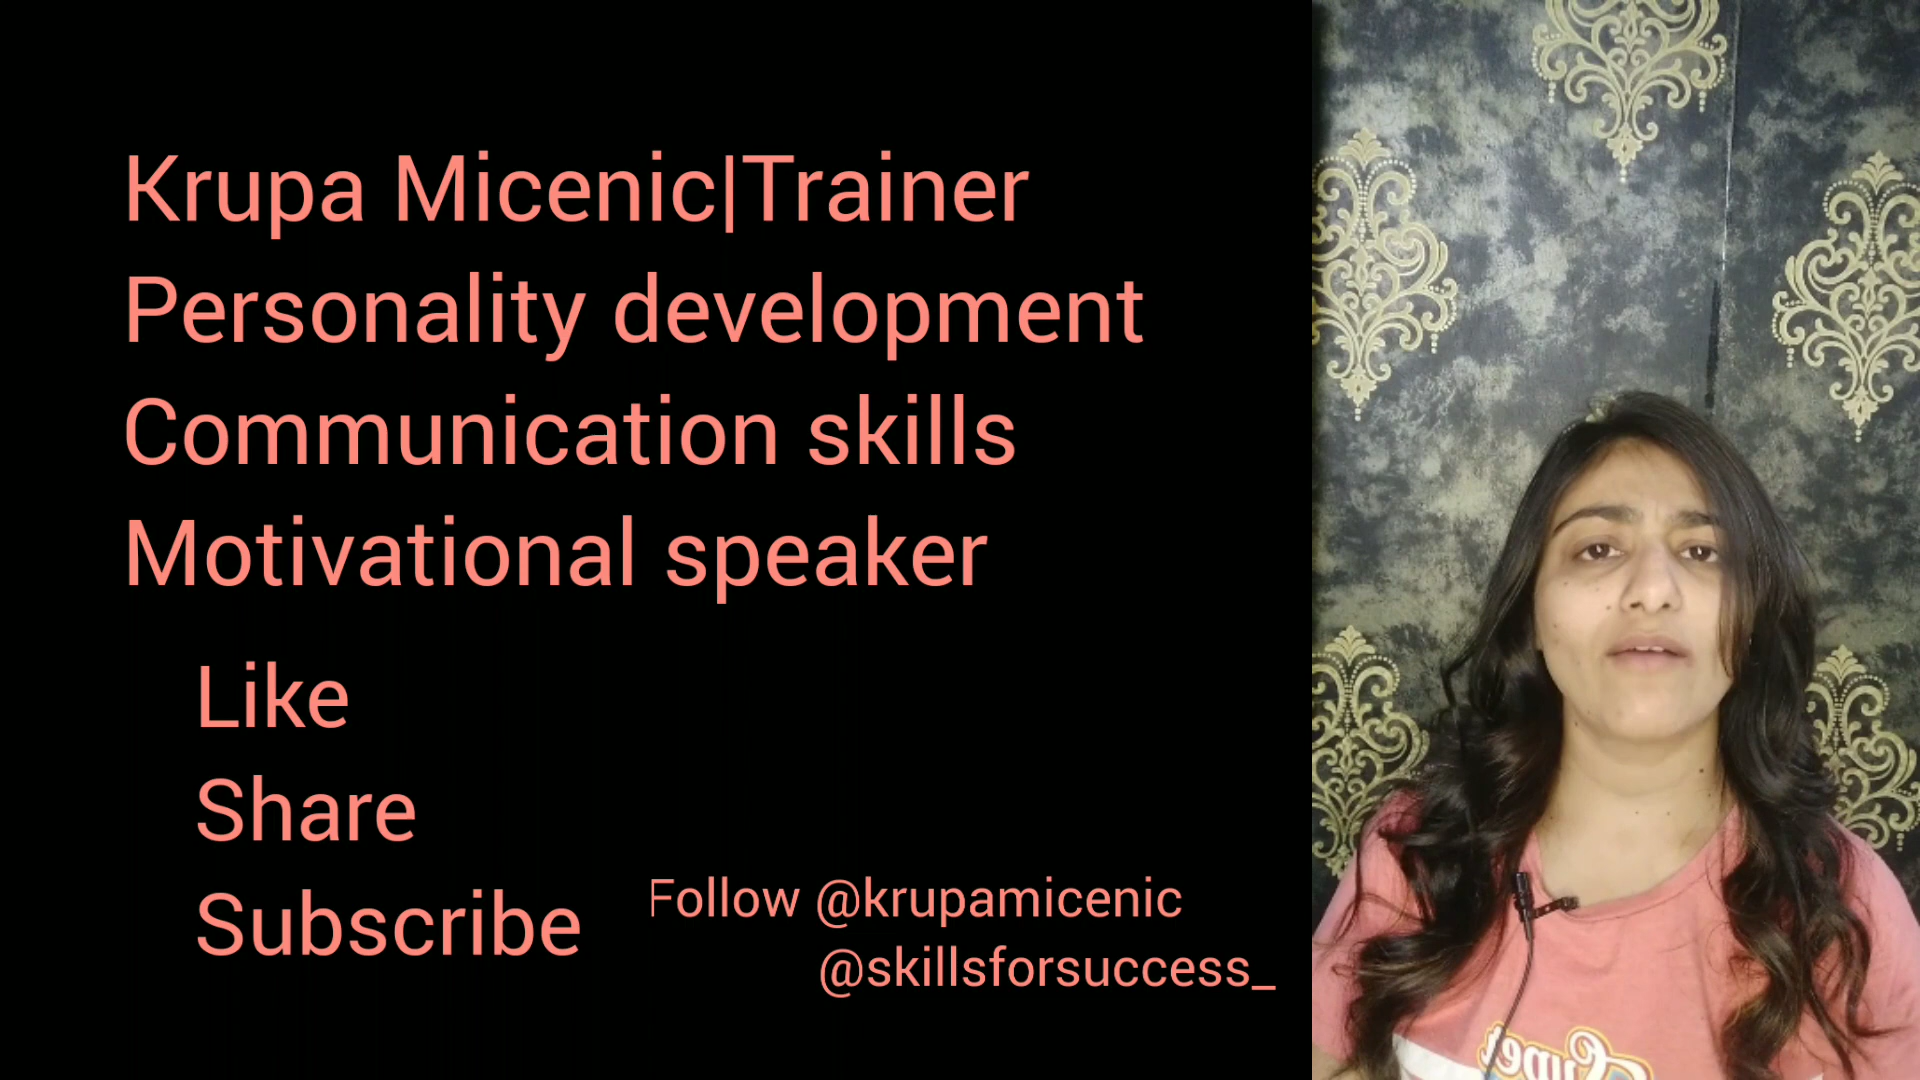 Krupa Micenic|Trainer
Personality development
Communication skills
Motivational speaker
Like
Share
Subscribe
Follow @krupamicenic
@skillsforsuccess_